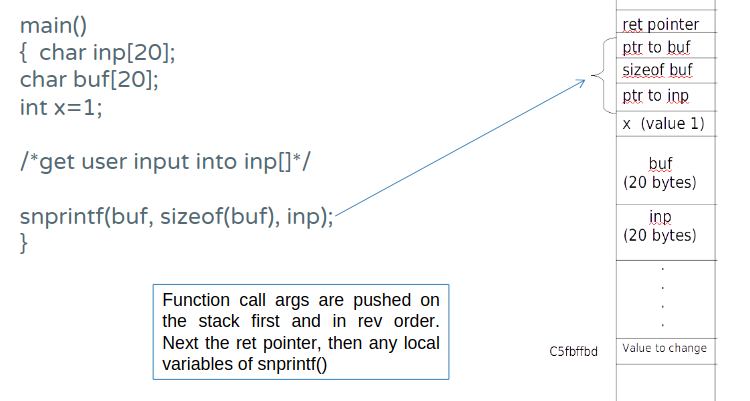 main()
{ char inp[20];
char buf[20];
int x=1;
/*get user input into inp[]*/
snprintf(buf, sizeof(buf), inp);
}
Function call args are pushed on
the stack first and in rev order.
Next the ret pointer, then any local
variables of snprintf()
ret pointer
ptr to buf
sizeof buf
ptr to inp
x (value 1)
buf
(20 bytes)
inp
(20 bytes)
.
.
.
.
C5fbffbd
Value to change